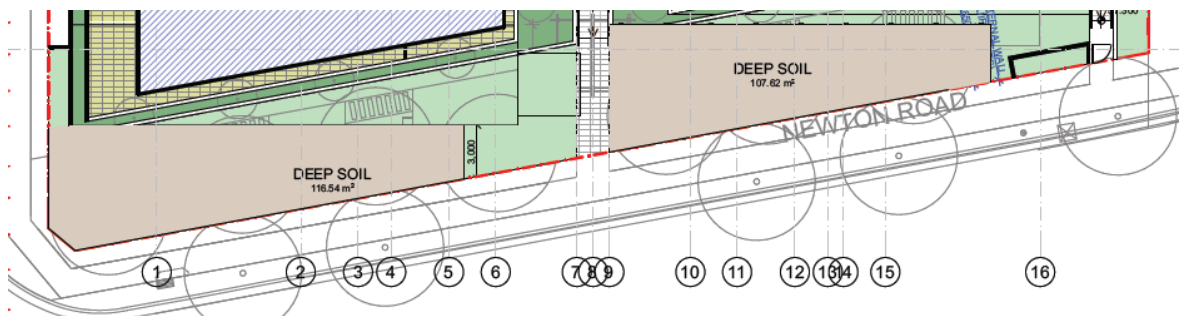 DEEP SOIL
107.62 m²
NEWTON ROAD
DEEP SOIL
116.54 m²
3,000
1 2 3 4 5 6 7 8 9 10 11 12 13 14 15 16